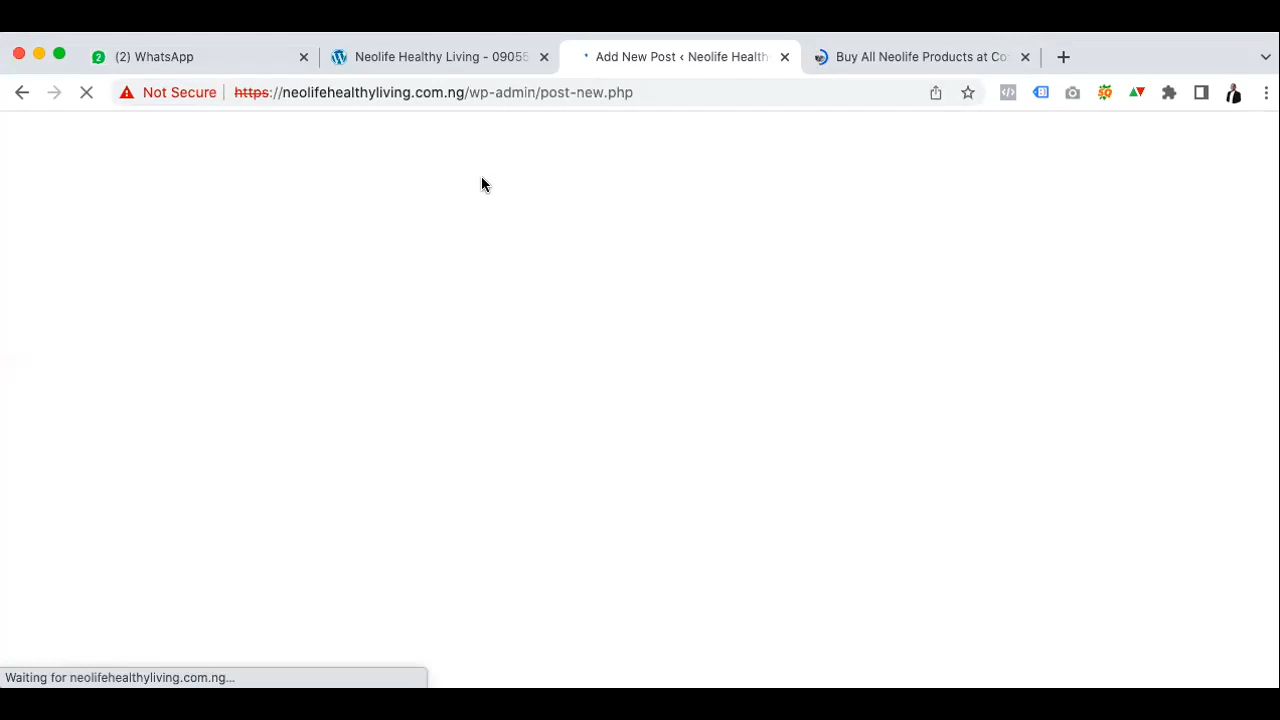 2 (2) WhatsApp
Neolife Healthy Living - 09055
Add New Post ‹ Neolife Health
Buy All Neolife Products at Co
Not Secure https://neolifehealthyliving.com.ng/wp-admin/post-new.php
Waiting for neolifehealthyliving.com.ng...